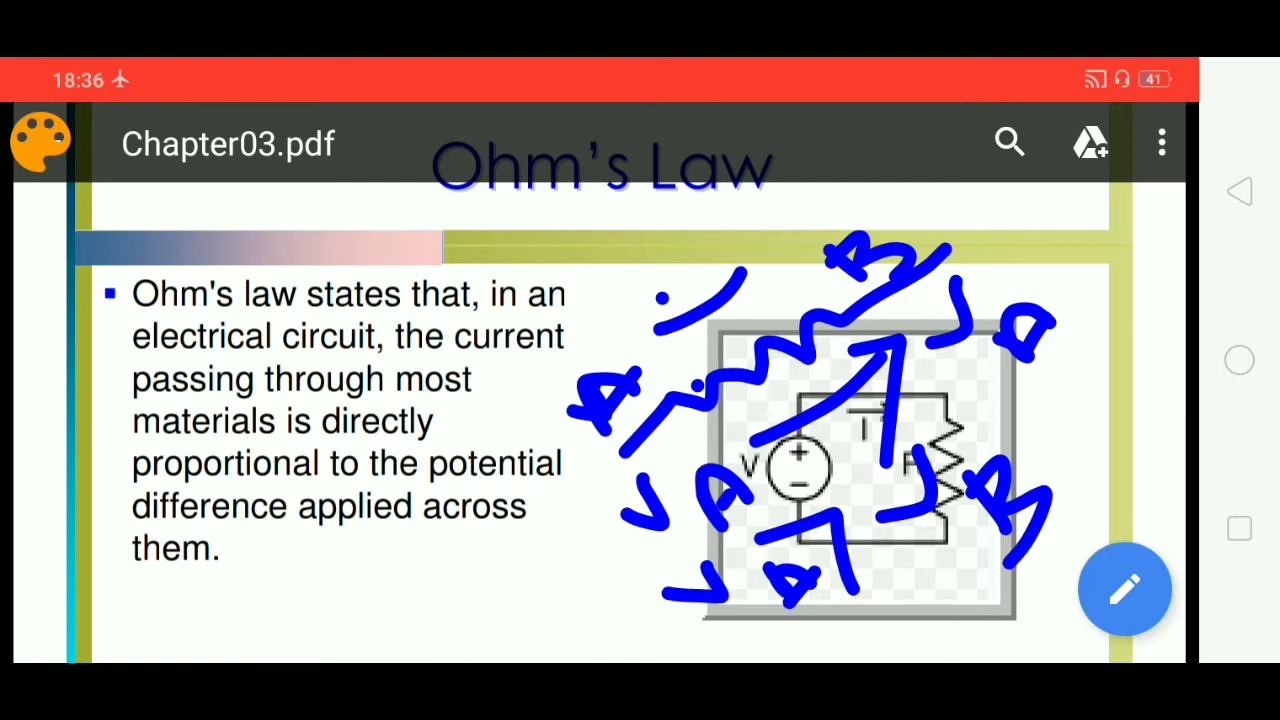 18:36
41
Chapter03.pdf
Ohm's Law
Ohm's law states that, in an
electrical circuit, the current
passing through most
materials is directly
proportional to the potential
difference applied across
them.
A
B
V
I
+
−